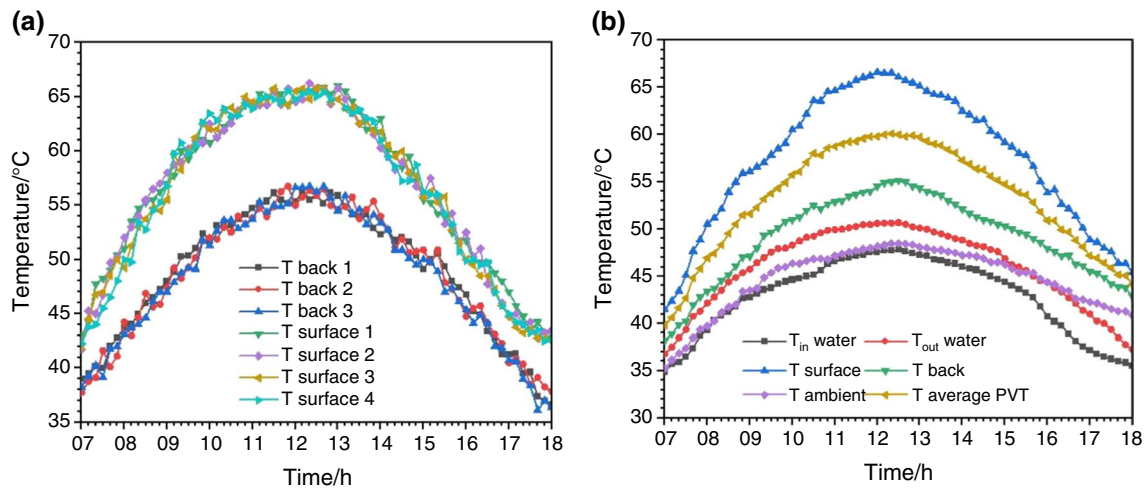 (a)
70
65
60
55
50
45
40
35
Temperature/°C
T back 1
T back 2
T back 3
T surface 1
T surface 2
T surface 3
T surface 4
07 08 09 10 11 12 13 14 15 16 17 18
Time/h
(b)
70
65
60
55
50
45
40
35
30
Temperature/°C
Tin water Tout water
T surface T back
T ambient T average PVT
07 08 09 10 11 12 13 14 15 16 17 18
Time/h